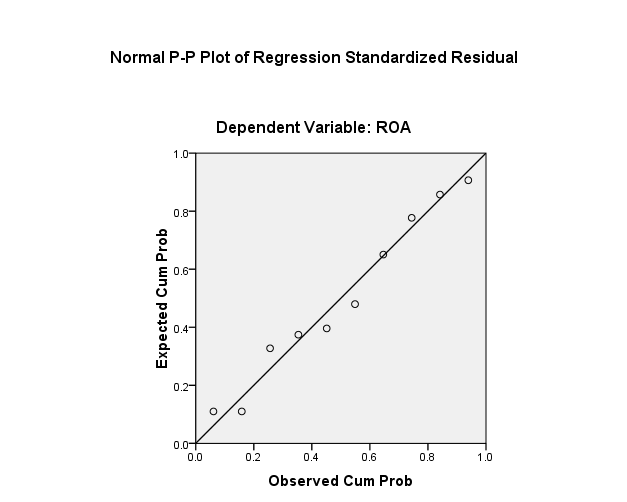 Normal P-P Plot of Regression Standardized Residual
Dependent Variable: ROA
Expected Cum Prob
1.0
0.8
0.6
0.4
0.2
0.0
0.0 0.2 0.4 0.6 0.8 1.0
Observed Cum Prob